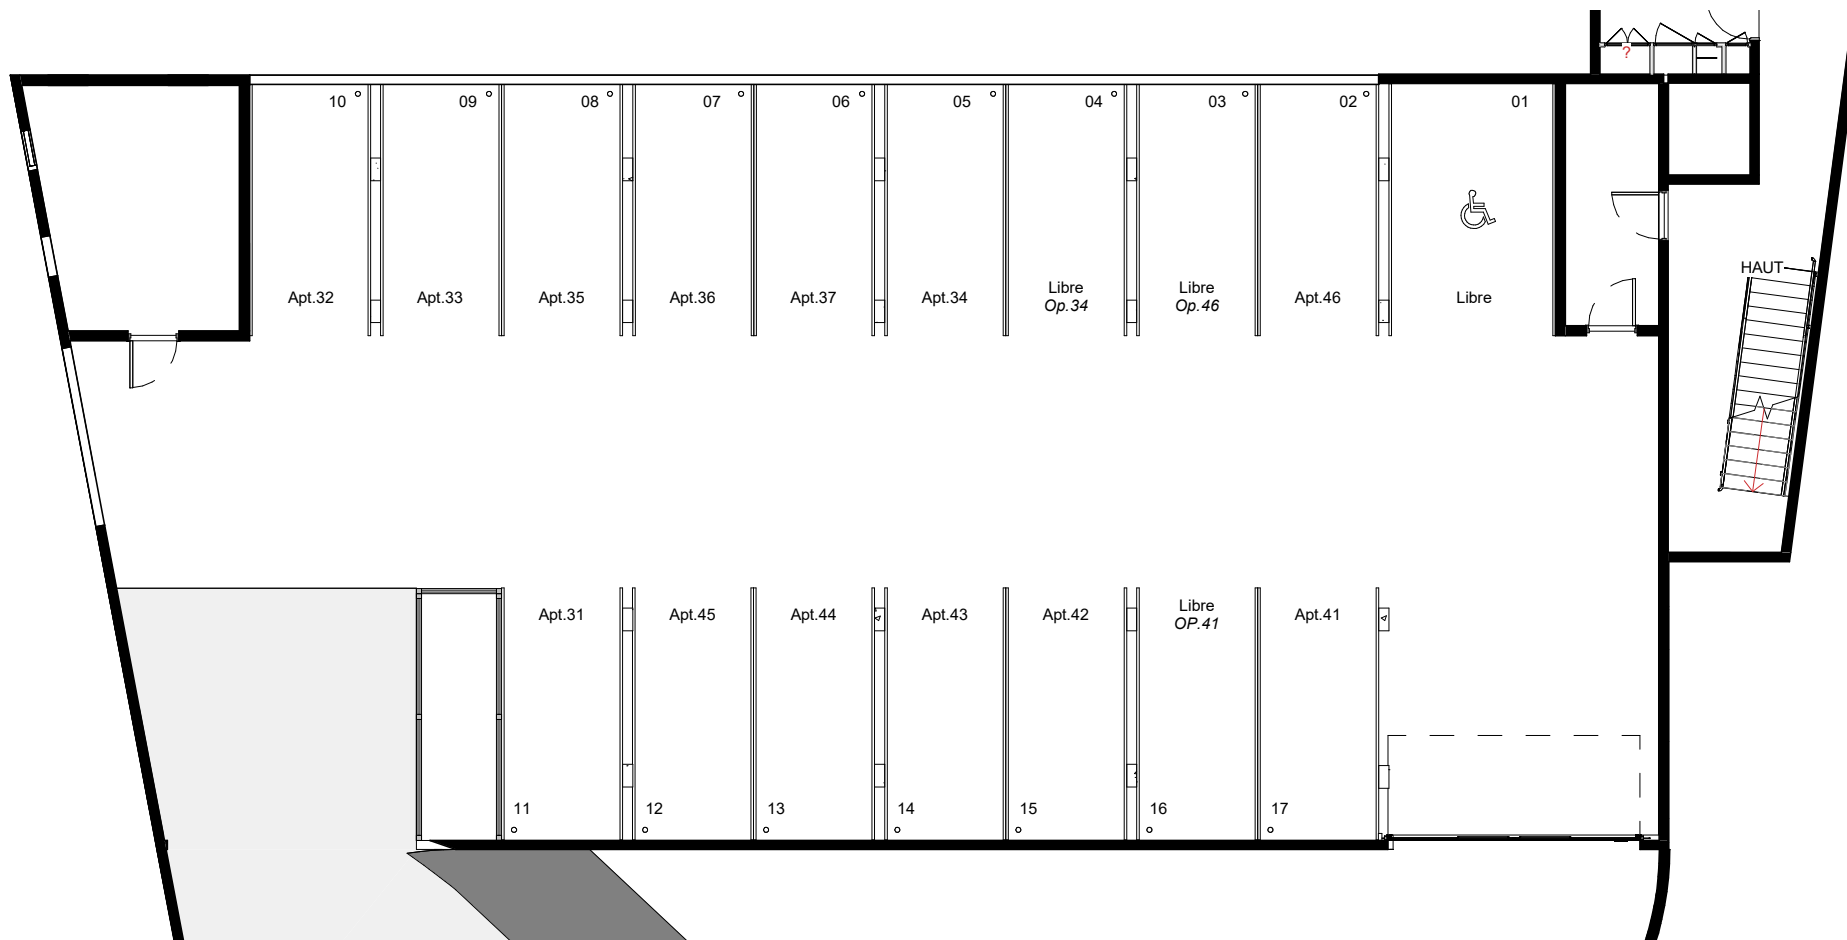 ?
10
09
08
07
06
05
04
03
02
01
HAUT
Apt.32
Apt.33
Apt.35
Apt.36
Apt.37
Apt.34
Libre
Op.34
Libre
Op.46
Apt.46
Libre
Apt.31
Apt.45
Apt.44
Apt.43
Apt.42
Libre
OP.41
Apt.41
11
12
13
14
15
16
17